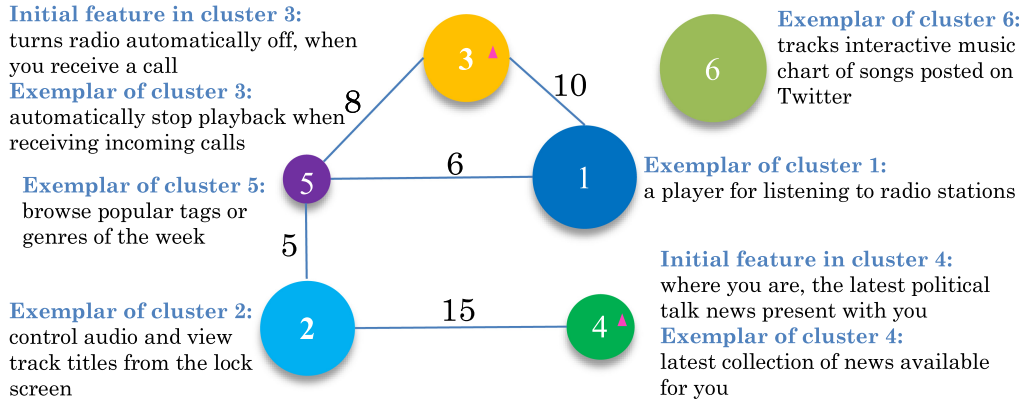 Initial feature in cluster 3:
turns radio automatically off, when
you receive a call
Exemplar of cluster 3:
automatically stop playback when
receiving incoming calls
8
3
10
6
Exemplar of cluster 6:
tracks interactive music
chart of songs posted on
Twitter
Exemplar of cluster 5:
browse popular tags or
genres of the week
5
6
1
Exemplar of cluster 1:
a player for listening to radio stations
5
Exemplar of cluster 2:
control audio and view
track titles from the lock
screen
2
15
4
Initial feature in cluster 4:
where you are, the latest political
talk news present with you
Exemplar of cluster 4:
latest collection of news available
for you